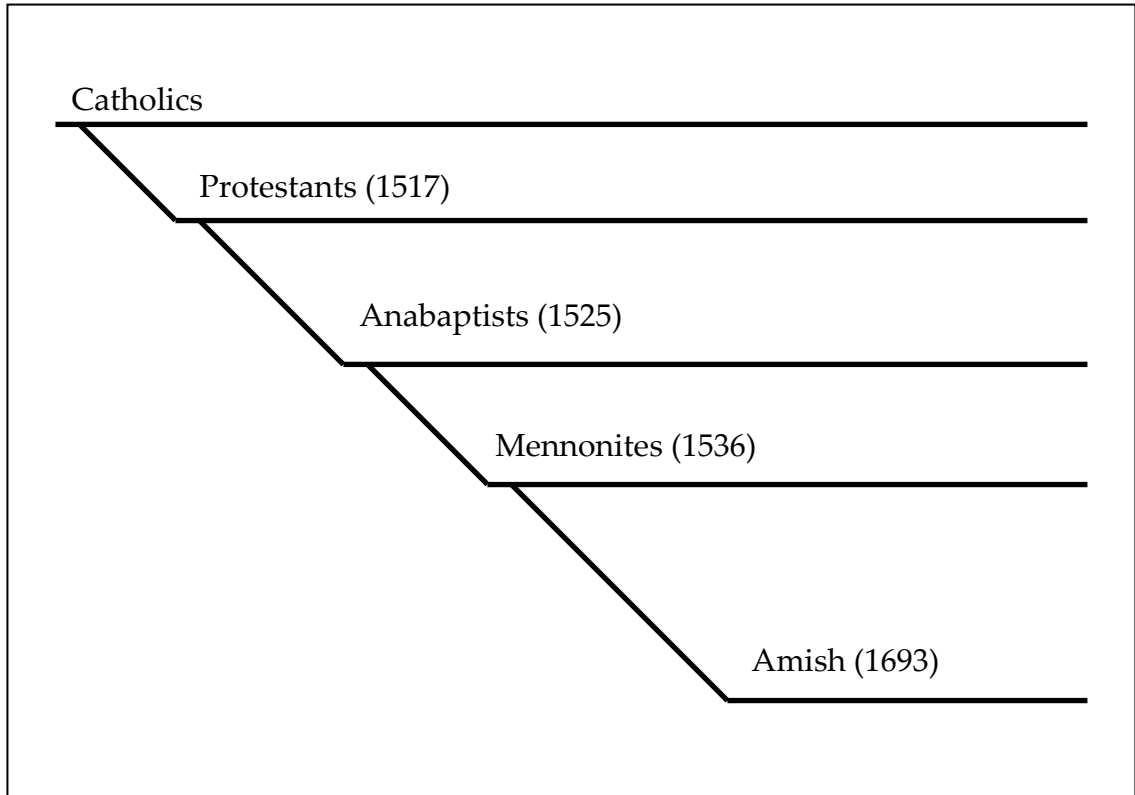 Catholics
Protestants (1517)
Anabaptists (1525)
Mennonites (1536)
Amish (1693)